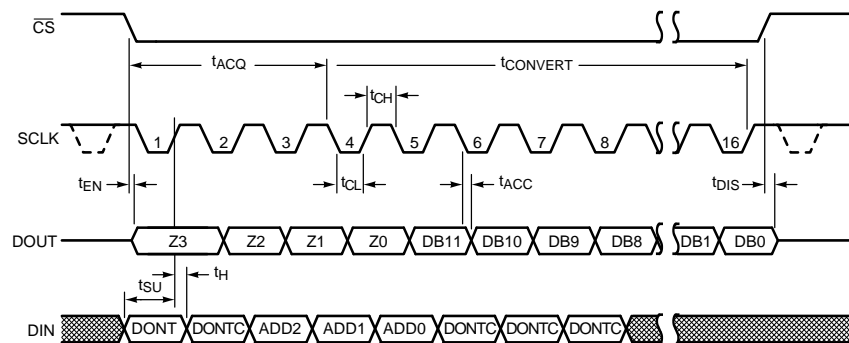 CS
tACQ tCONVERT
tCH
SCLK 1 2 3 4 5 6 7 8 16
tEN tCL tACC tDIS
DOUT Z3 Z2 Z1 Z0 DB11 DB10 DB9 DB8 DB1 DB0
tSU tH
DIN DONT DONTC ADD2 ADD1 ADD0 DONTC DONTC DONTC